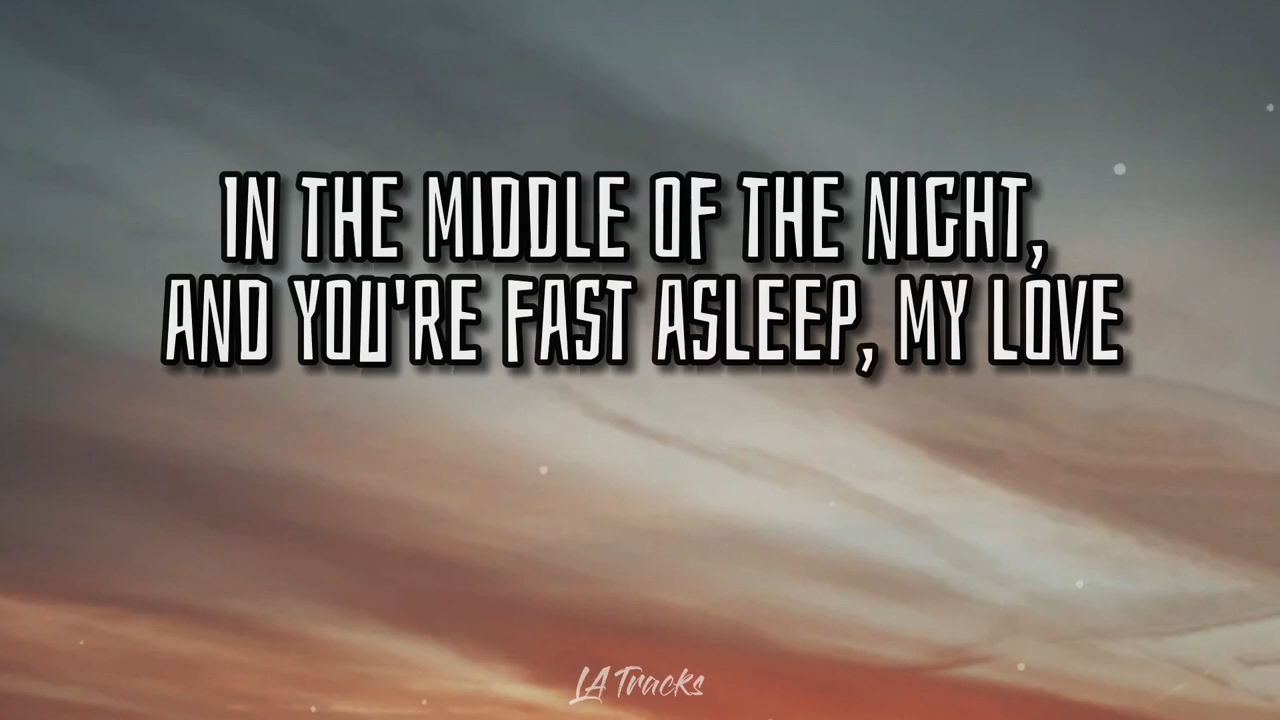 IN THE MIDDLE OF THE NIGHT,
AND YOU'RE FAST ASLEEP, MY LOVE
LA Tracks